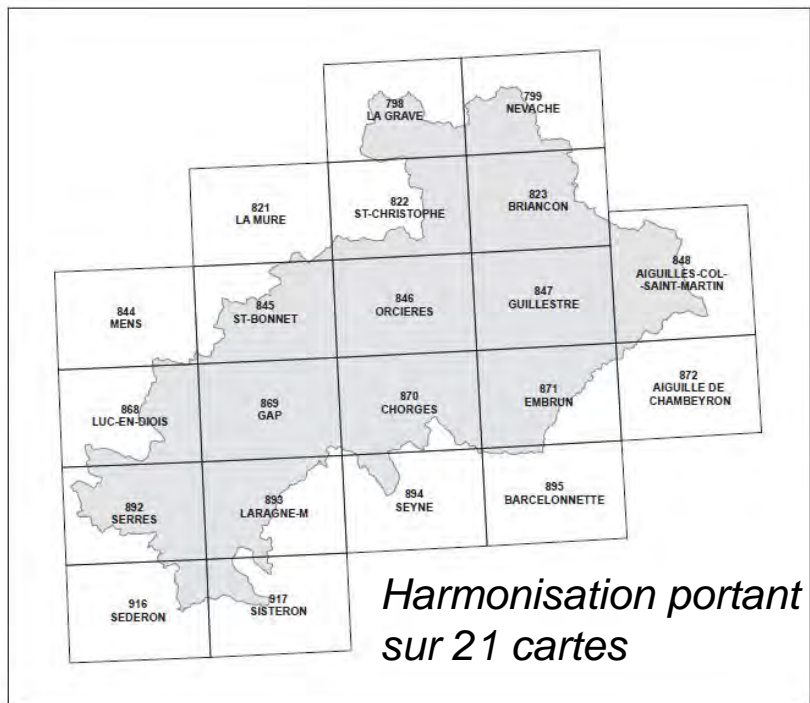 798
LA GRAVE
799
NEVACHE
821
LA MURE
822
ST-CHRISTOPHE
823
BRIANCON
844
MENS
845
ST-BONNET
846
ORCIERES
847
GUILLESTRE
848
AIGUILLES-COL-
-SAINT-MARTIN
868
LUC-EN-DIOIS
869
GAP
870
CHORGES
871
EMBRUN
872
AIGUILLE DE
CHAMBEYRON
892
SERRES
893
LARAGNE-M
894
SEYNE
895
BARCELONNETTE
916
SEDERON
917
SISTERON
Harmonisation portant
sur 21 cartes